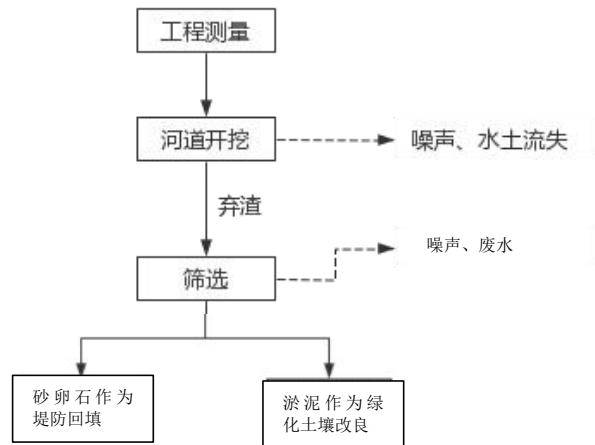 工程测量
河道开挖
噪声、水土流失
弃渣
噪声、废水
筛选
砂卵石作为
堤防回填
淤泥作为绿
化土壤改良